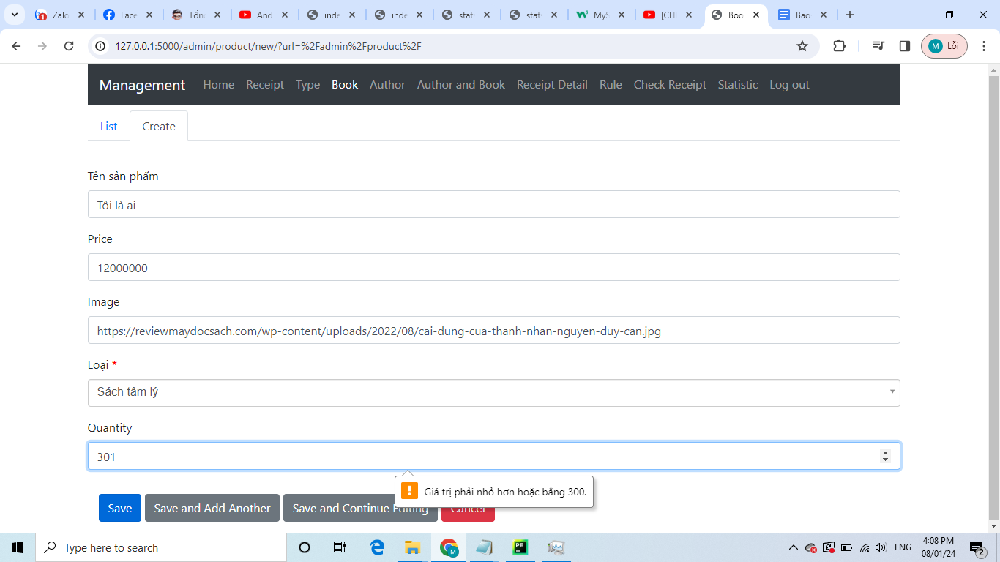 Zalo Face Tổn And inde inde stat stat MyS [CH Boo Bao
127.0.0.1:5000/admin/product/new/?url=%2Fadmin%2Fproduct%2F M Lỗi
Management Home Receipt Type Book Author Author and Book Receipt Detail Rule Check Receipt Statistic Log out
List Create
Tên sản phẩm
Tôi là ai
Price
12000000
Image
https://reviewmaydocsach.com/wp-content/uploads/2022/08/cai-dung-cua-thanh-nhan-nguyen-duy-can.jpg
Loại *
Sách tâm lý
Quantity
301
Giá trị phải nhỏ hơn hoặc bằng 300.
Save Save and Add Another Save and Continue Editing Cancel
Type here to search ENG 4:08 PM
08/01/24 2